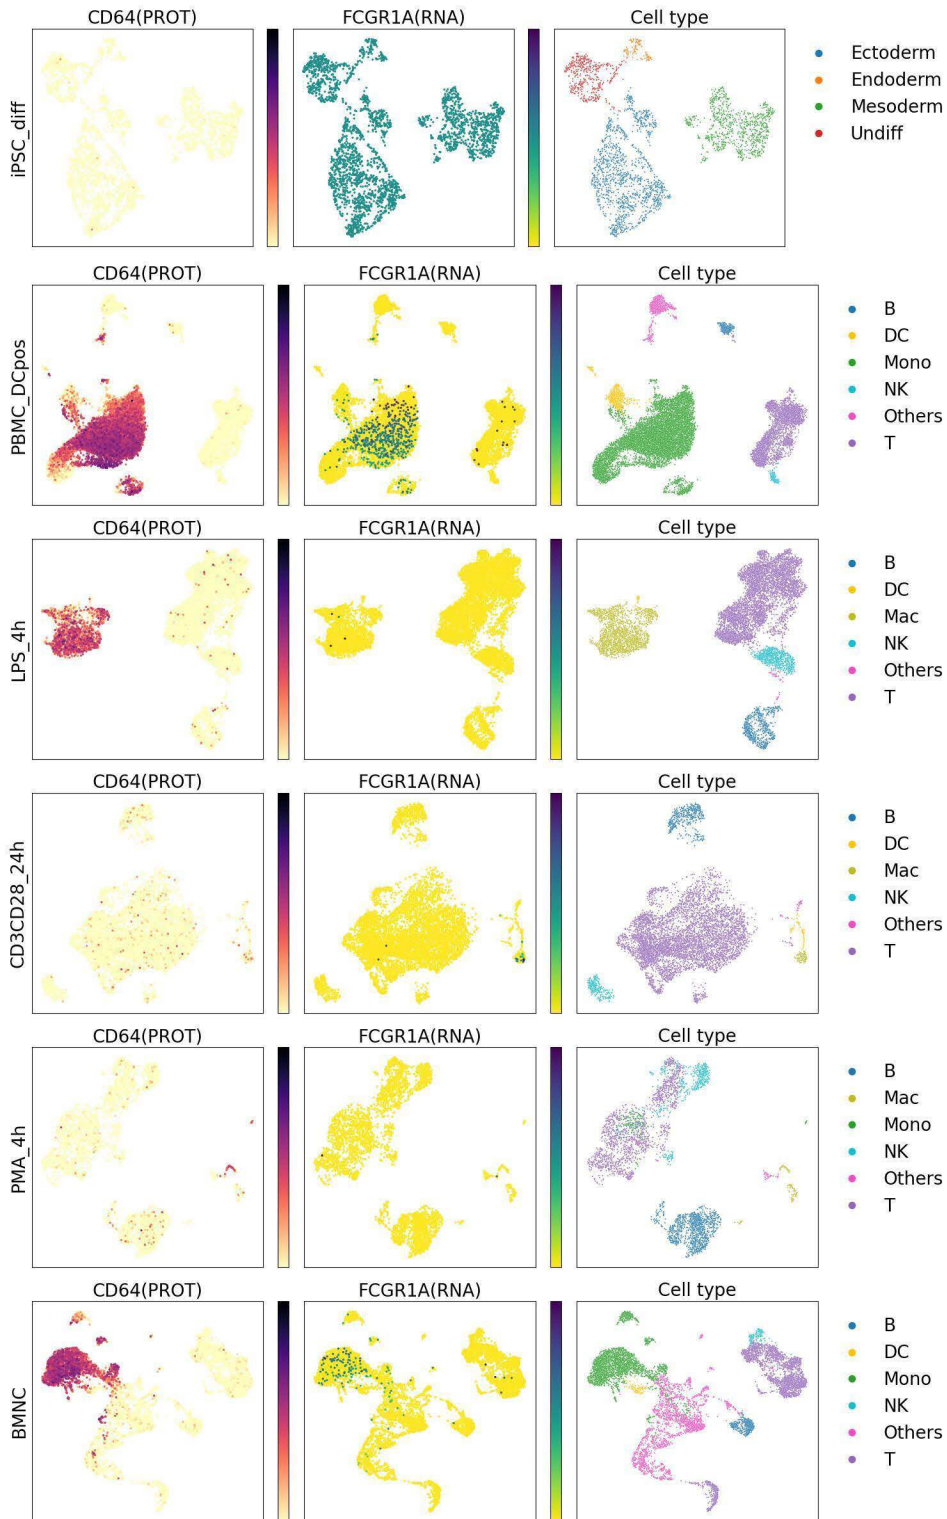 CD64(PROT) FCGR1A(RNA) Cell type
iPSC_diff
Ectoderm
Endoderm
Mesoderm
Undiff
CD64(PROT) FCGR1A(RNA) Cell type
PBMC_DCpos
B
DC
Mono
NK
Others
T
CD64(PROT) FCGR1A(RNA) Cell type
LPS_4h
B
DC
Mac
NK
Others
T
CD64(PROT) FCGR1A(RNA) Cell type
CD3CD28_24h
B
DC
Mac
NK
Others
T
CD64(PROT) FCGR1A(RNA) Cell type
PMA_4h
B
Mac
Mono
NK
Others
T
CD64(PROT) FCGR1A(RNA) Cell type
BMNC
B
DC
Mono
NK
Others
T